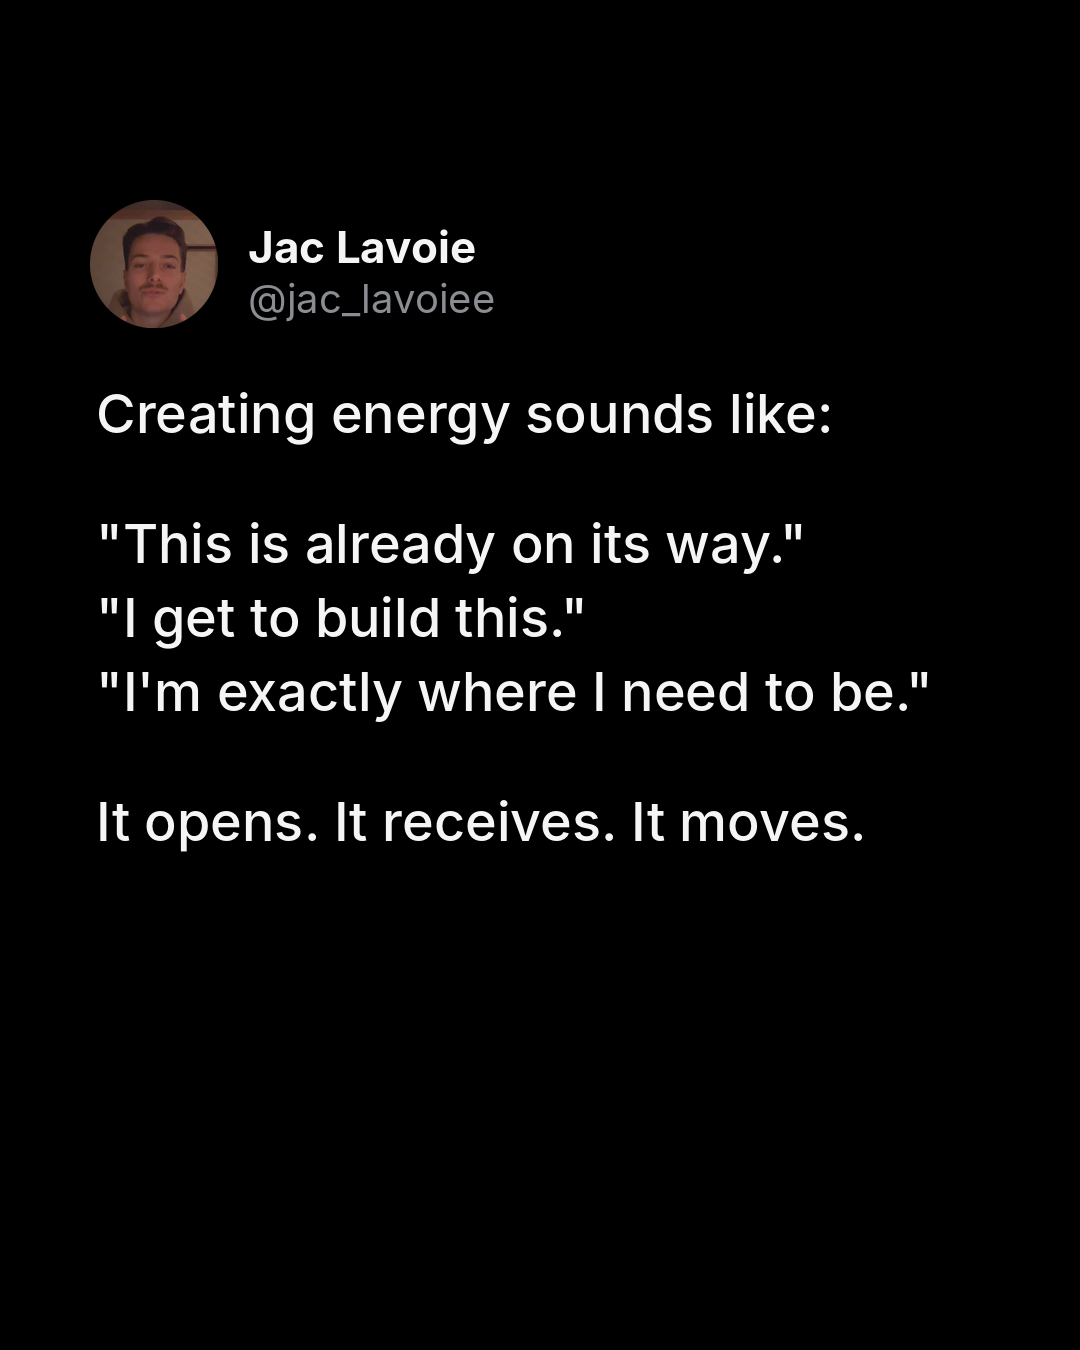 Jac Lavoie
@jac_lavoiee
Creating energy sounds like:
"This is already on its way."
"I get to build this."
"I'm exactly where I need to be."
It opens. It receives. It moves.